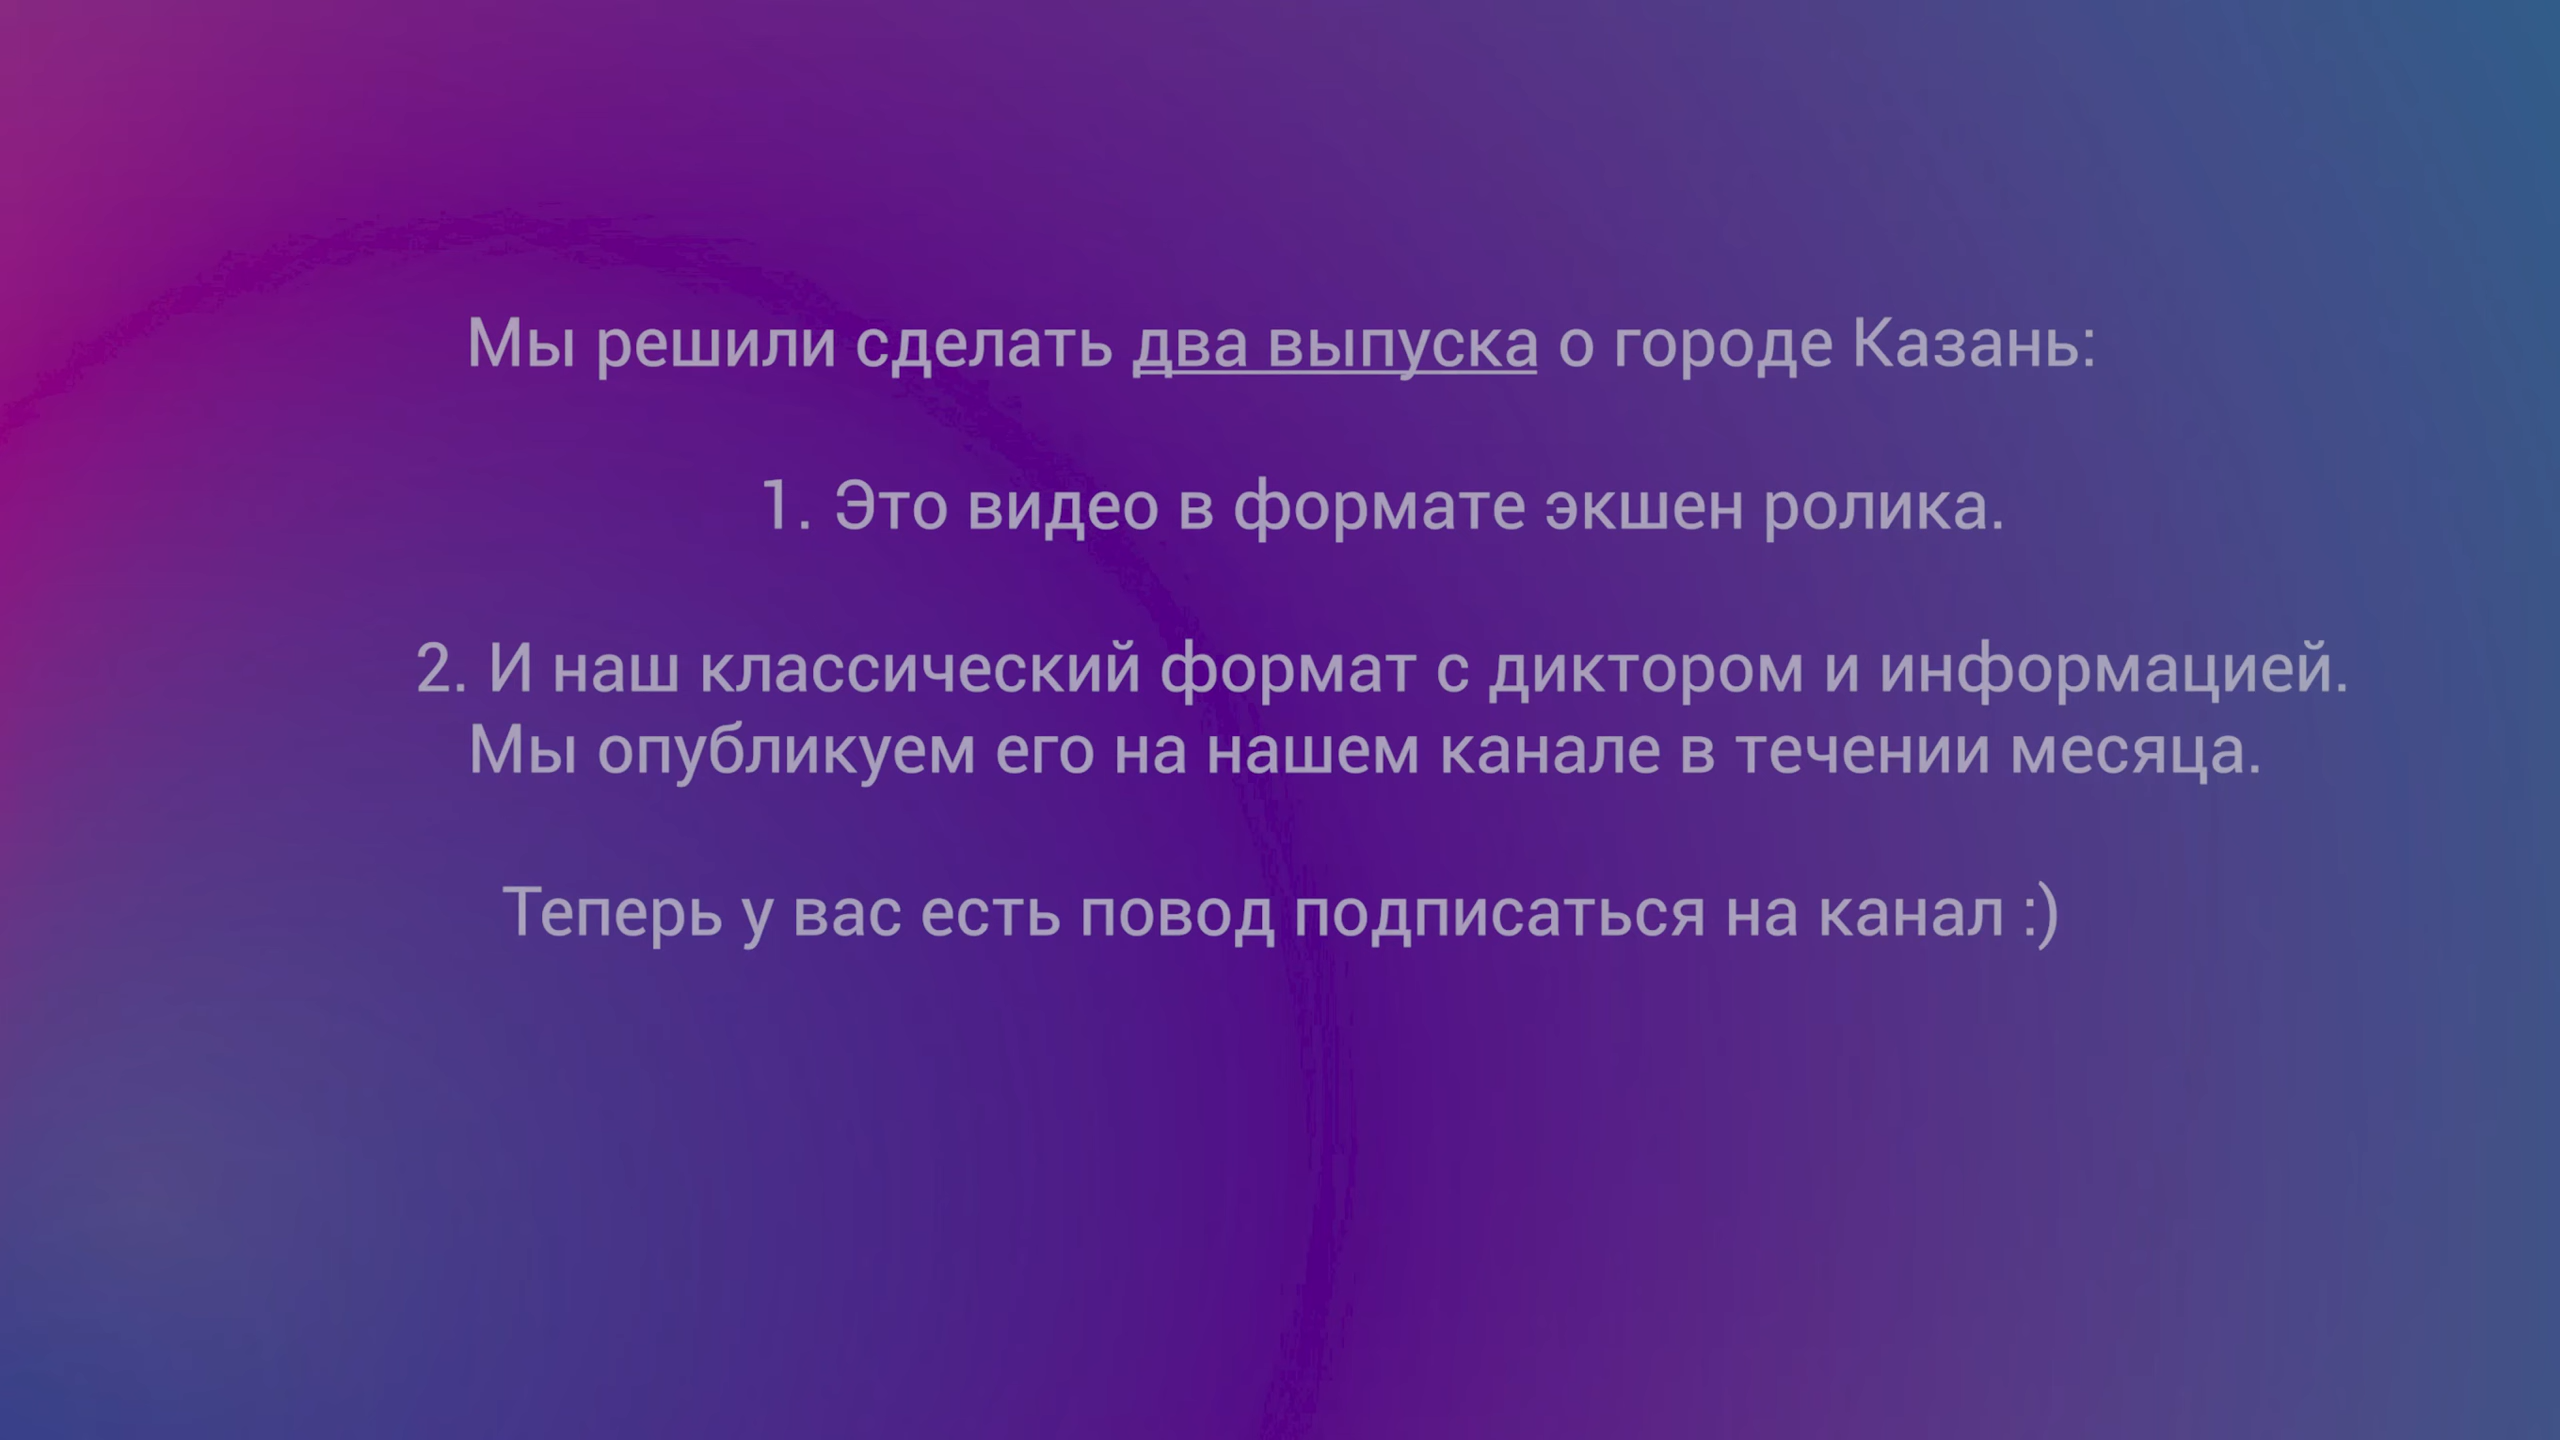 Мы решили сделать два выпуска о городе Казань:
1. Это видео в формате экшен ролика.
2. И наш классический формат с диктором и информацией.
Мы опубликуем его на нашем канале в течении месяца.
Теперь у вас есть повод подписаться на канал :)